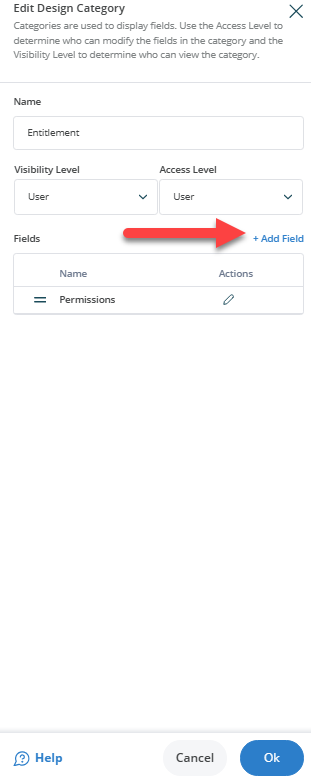 Edit Design Category
Categories are used to display fields. Use the Access Level to
determine who can modify the fields in the category and the
Visibility Level to determine who can view the category.
Name
Entitlement
Visibility Level Access Level
User User
Fields + Add Field
Name Actions
Permissions
Help Cancel Ok